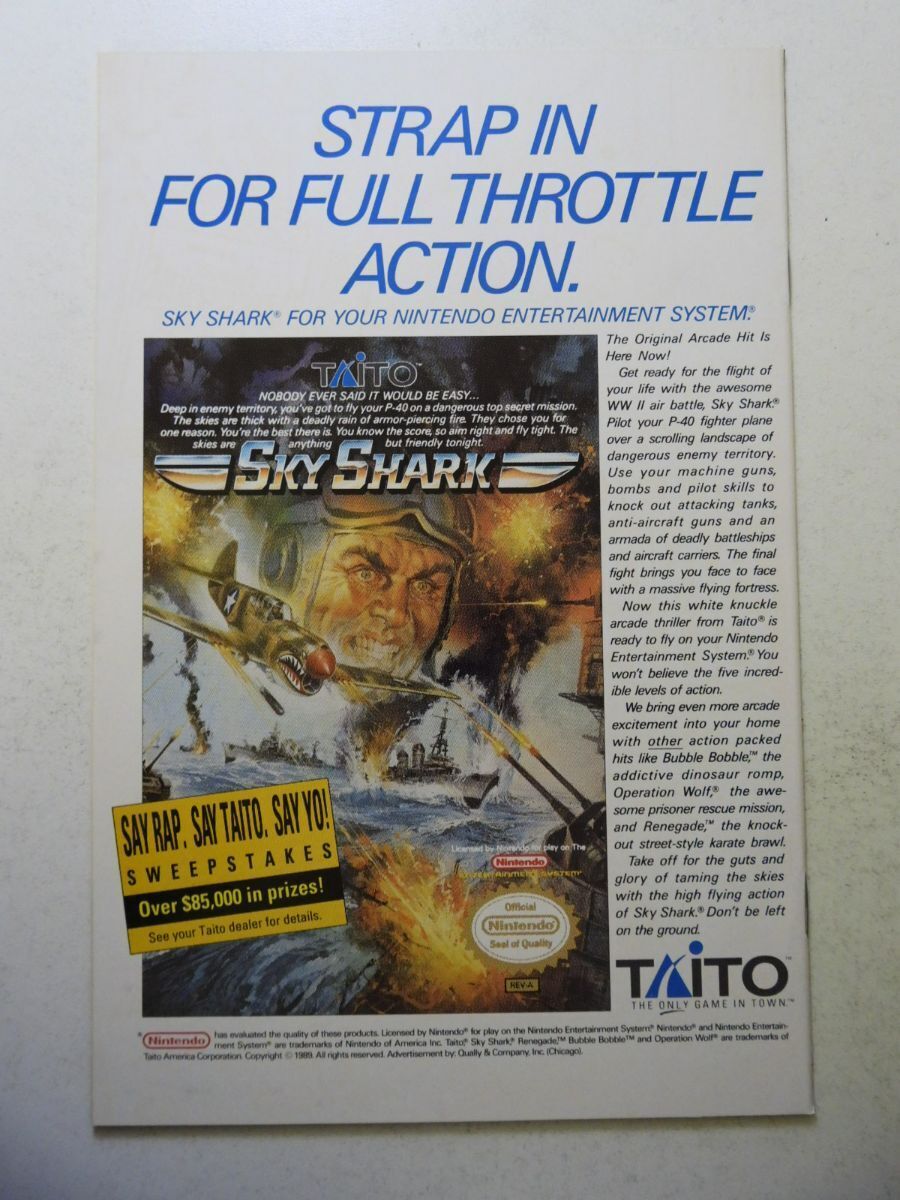 STRAP IN
FOR FULL THROTTLE
ACTION.
SKY SHARK® FOR YOUR NINTENDO ENTERTAINMENT SYSTEM.®
TAITO™
NOBODY EVER SAID IT WOULD BE EASY...
Deep in enemy territory, you've got to fly your P-40 on a dangerous top secret mission.
The skies are thick with a deadly rain of armor-piercing fire. They chose you for
one reason. You're the best there is. You know the score, so aim right and fly tight. The
skies are anything but friendly tonight.
SKY SHARK
SAY RAP. SAY TAITO. SAY YO!
SWEEPSTAKES
Over $85,000 in prizes!
See your Taito dealer for details.
Licensed by Nintendo for play on The
Nintendo
ENTERTAINMENT SYSTEM®
Official
Nintendo
Seal of Quality
REV-A
The Original Arcade Hit Is
Here Now!
Get ready for the flight of
your life with the awesome
WW II air battle, Sky Shark.®
Pilot your P-40 fighter plane
over a scrolling landscape of
dangerous enemy territory.
Use your machine guns,
bombs and pilot skills to
knock out attacking tanks,
anti-aircraft guns and an
armada of deadly battleships
and aircraft carriers. The final
fight brings you face to face
with a massive flying fortress.
Now this white knuckle
arcade thriller from Taito® is
ready to fly on your Nintendo
Entertainment System.® You
won't believe the five incred-
ible levels of action.
We bring even more arcade
excitement into your home
with other action packed
hits like Bubble Bobble,™ the
addictive dinosaur romp,
Operation Wolf,® the awe-
some prisoner rescue mission,
and Renegade,™ the knock-
out street-style karate brawl.
Take off for the guts and
glory of taming the skies
with the high flying action
of Sky Shark.® Don't be left
on the ground.
TAITO™
THE ONLY GAME IN TOWN.™
® Nintendo has evaluated the quality of these products. Licensed by Nintendo® for play on the Nintendo Entertainment System.® Nintendo® and Nintendo Entertain-
ment System® are trademarks of Nintendo of America Inc. Taito,® Sky Shark,® Renegade,™ Bubble Bobble™ and Operation Wolf® are trademarks of
Taito America Corporation. Copyright © 1989. All rights reserved. Advertisement by: Qually & Company, Inc. (Chicago).